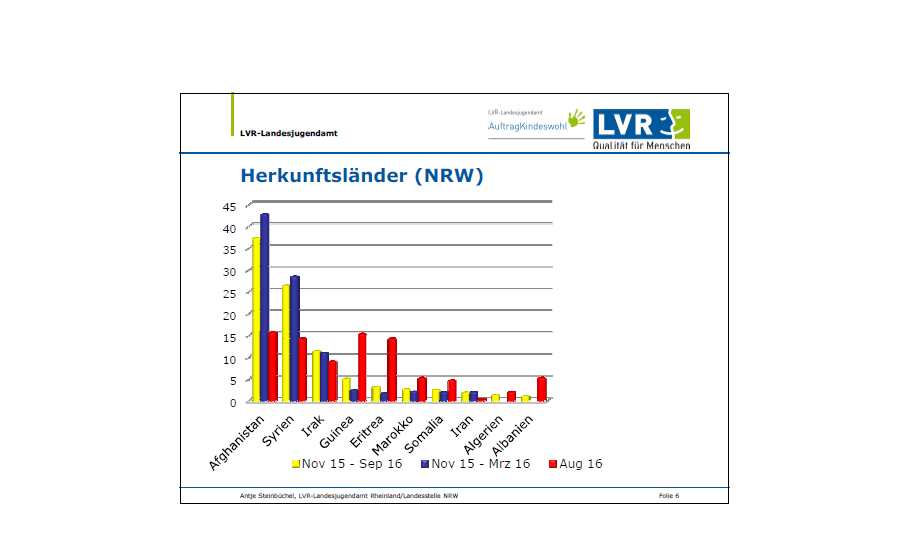 LVR-Landesjugendamt
LVR-Landesjugendamt
AuftragKindeswohl
LVR
Qualität für Menschen
Herkunftsländer (NRW)
45
40
35
30
25
20
15
10
5
0
Afghanistan
Syrien
Irak
Guinea
Eritrea
Marokko
Somalia
Iran
Algerien
Albanien
Nov 15 - Sep 16 Nov 15 - Mrz 16 Aug 16
Antje Steinbüchel, LVR-Landesjugendamt Rheinland/Landesstelle NRW Folie 6